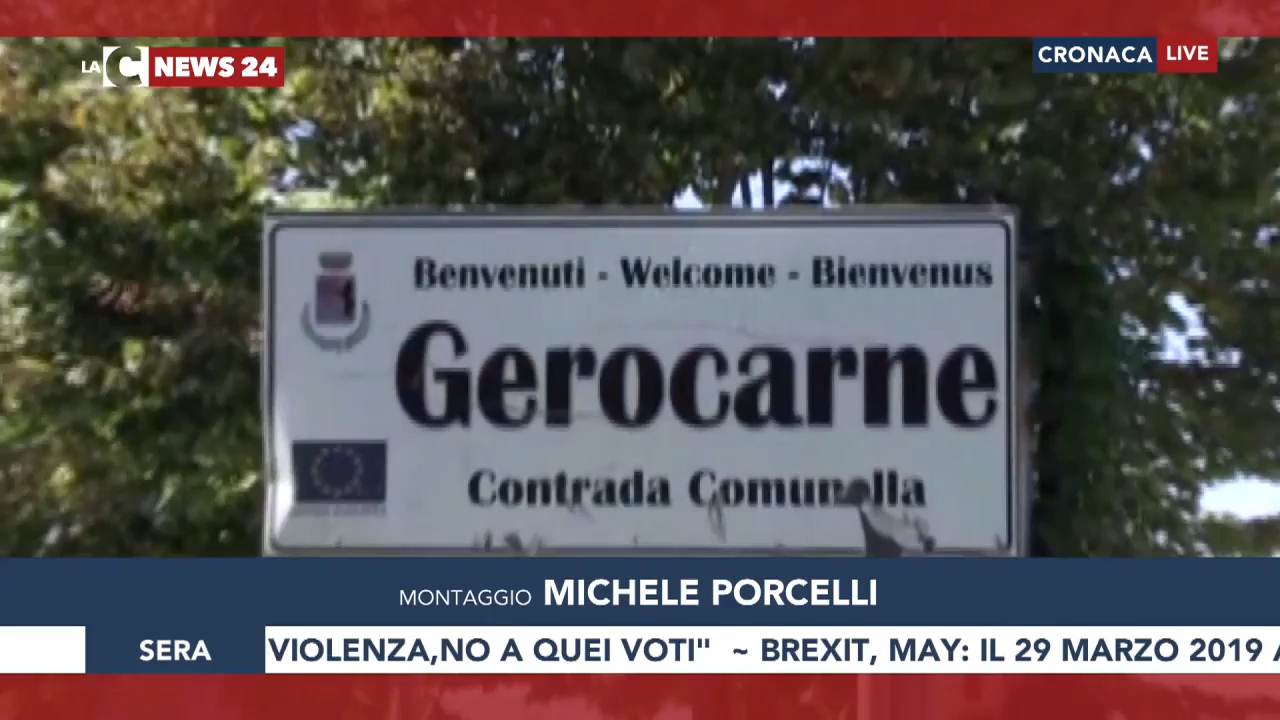 LAC NEWS 24
CRONACA LIVE
Benvenuti - Welcome - Bienvenus
Gerocarne
Contrada Comunella
MONTAGGIO MICHELE PORCELLI
SERA VIOLENZA,NO A QUEI VOTI" ~ BREXIT, MAY: IL 29 MARZO 2019 A